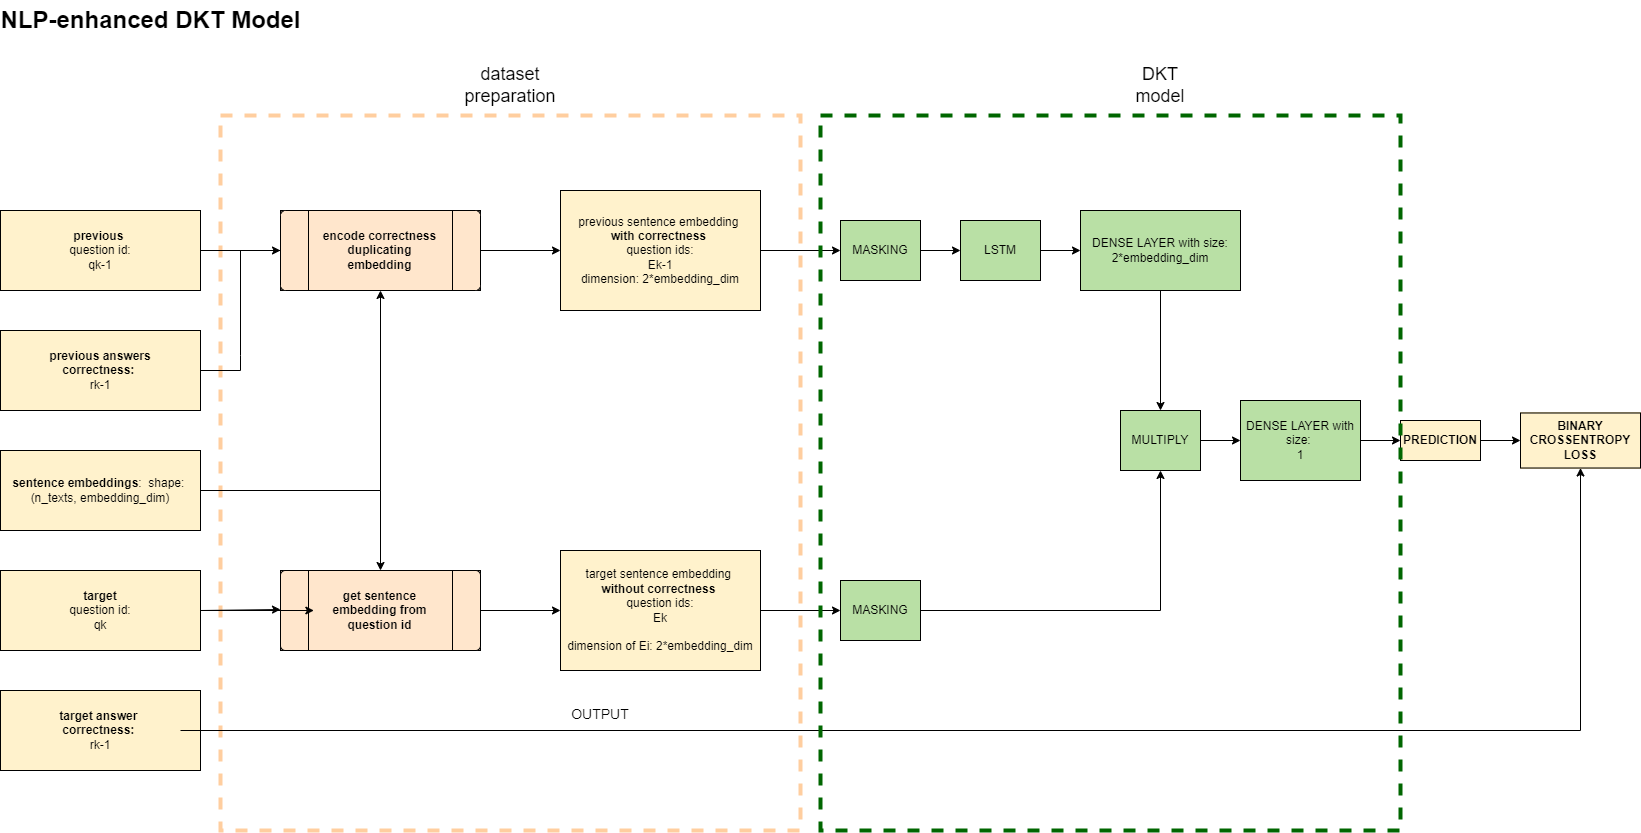 NLP-enhanced DKT Model
dataset
preparation
DKT
model
previous
question id:
qk-1
encode correctness
duplicating
embedding
previous sentence embedding
with correctness
question ids:
Ek-1
dimension: 2*embedding_dim
MASKING
LSTM
DENSE LAYER with size:
2*embedding_dim
previous answers
correctness:
rk-1
MULTIPLY
DENSE LAYER with
size:
1
PREDICTION
BINARY
CROSSENTROPY
LOSS
sentence embeddings:  shape:
(n_texts, embedding_dim)
target
question id:
qk
get sentence
embedding from
question id
target sentence embedding
without correctness
question ids:
Ek
dimension of Ei: 2*embedding_dim
MASKING
target answer
correctness:
rk-1
OUTPUT